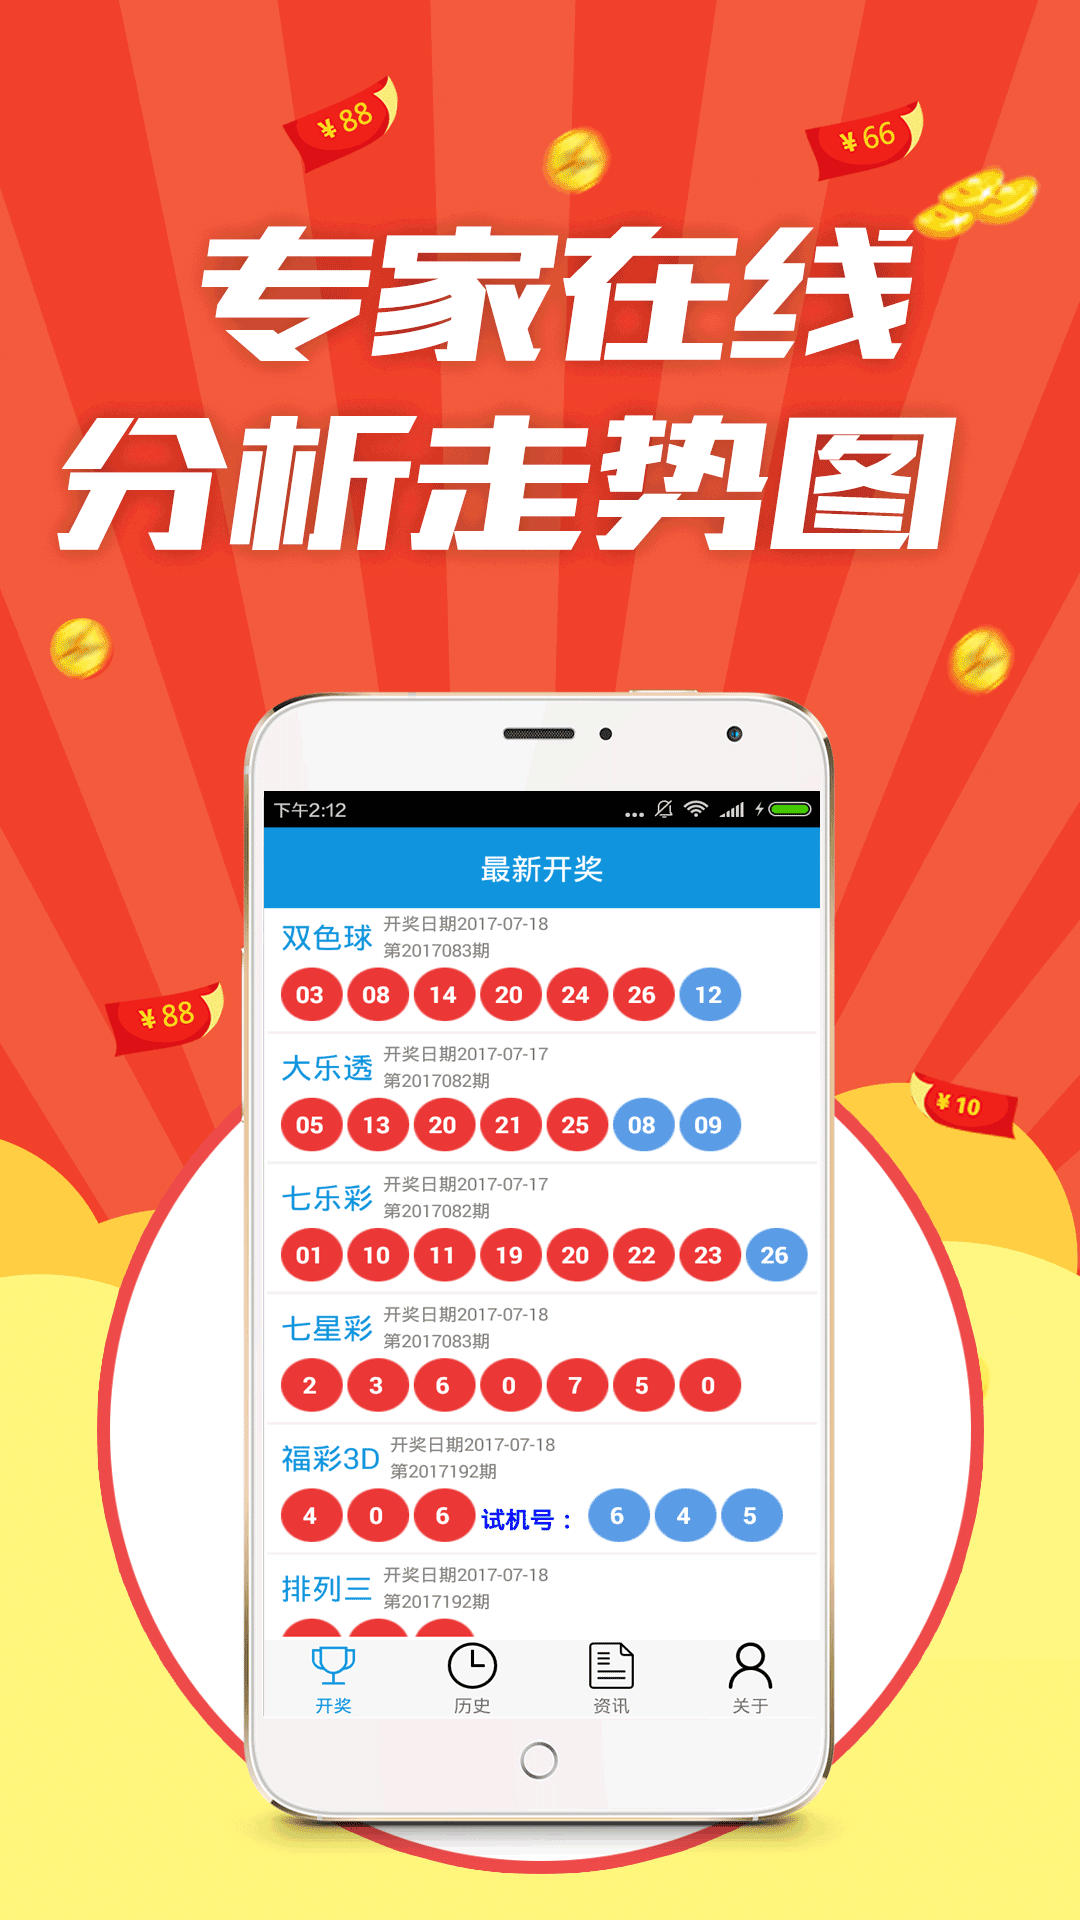 ¥88
¥66
专家在线
分析走势图
下午2:12
最新开奖
双色球 开奖日期2017-07-18
第2017083期
03 08 14 20 24 26 12
大乐透 开奖日期2017-07-17
第2017082期
05 13 20 21 25 08 09
七乐彩 开奖日期2017-07-17
第2017082期
01 10 11 19 20 22 23 26
七星彩 开奖日期2017-07-18
第2017083期
2 3 6 0 7 5 0
福彩3D 开奖日期2017-07-18
第2017192期
4 0 6 试机号： 6 4 5
排列三 开奖日期2017-07-18
第2017192期
开奖 历史 资讯 关于
¥88
¥10